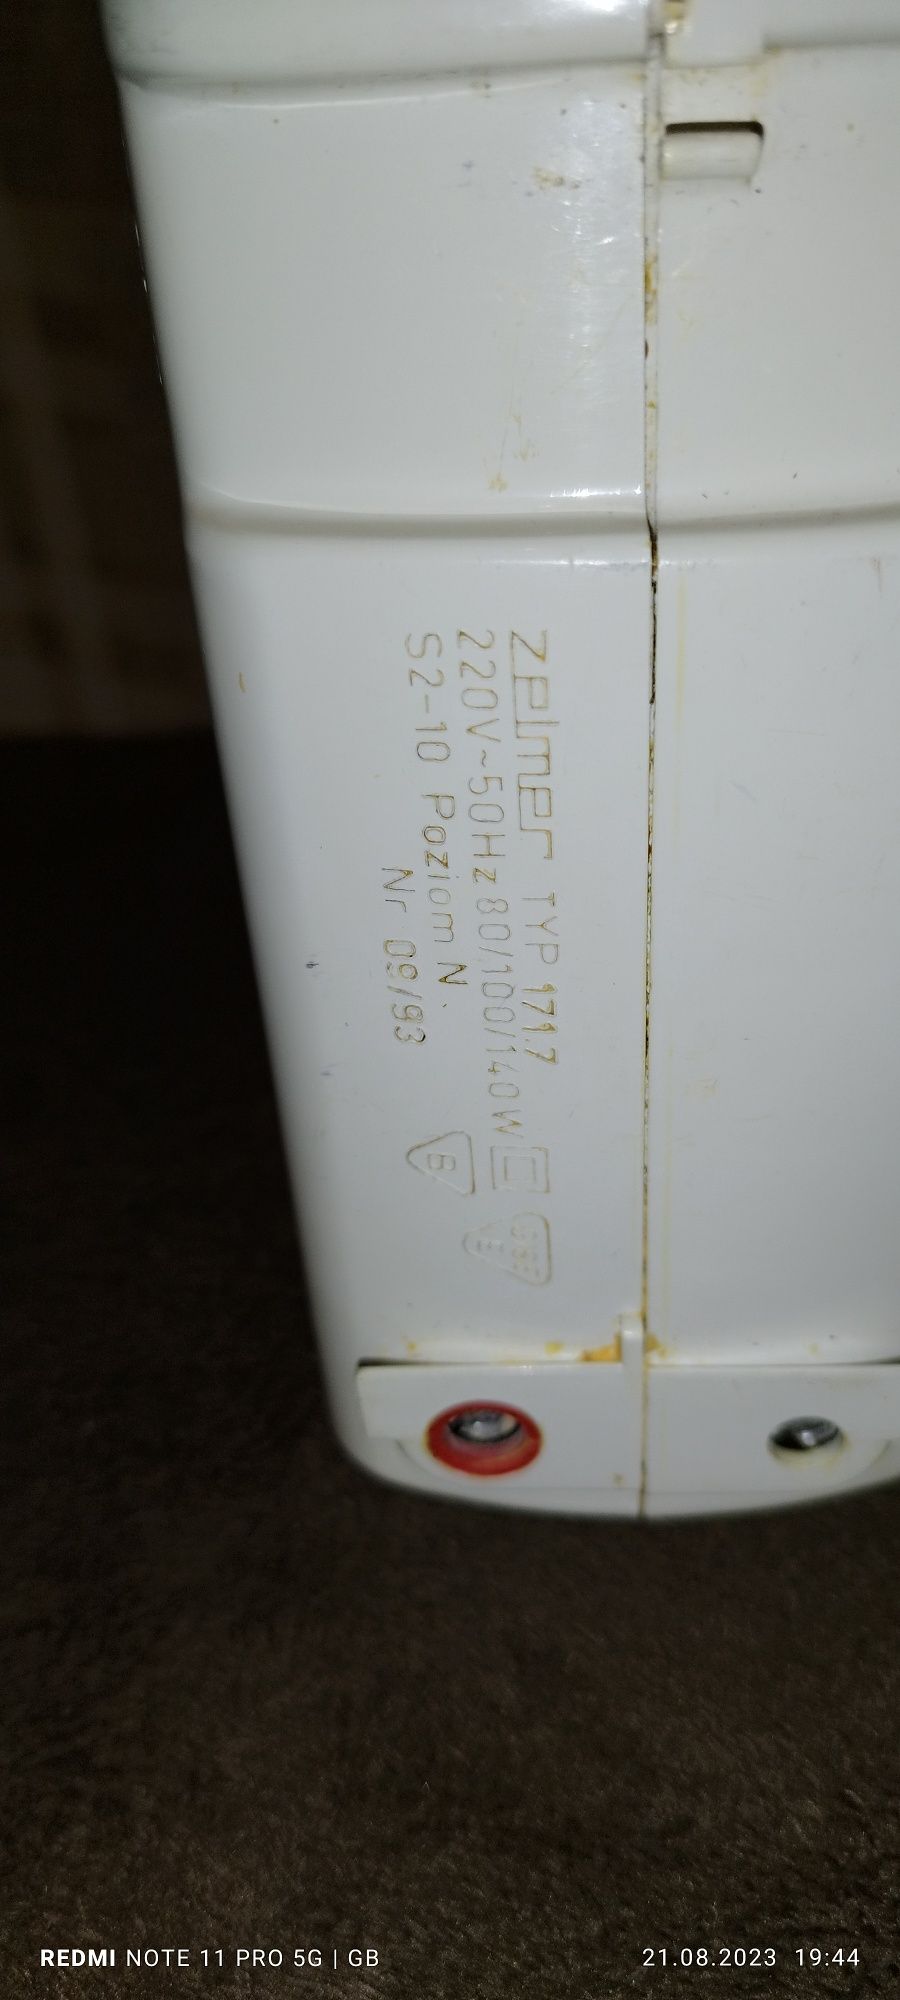 zelmer TYP 171.7
220V~50Hz 80/100/140W
S2-10 Poziom N
Nr 09/93
B
E
REDMI NOTE 11 PRO 5G | GB
21.08.2023 19:44